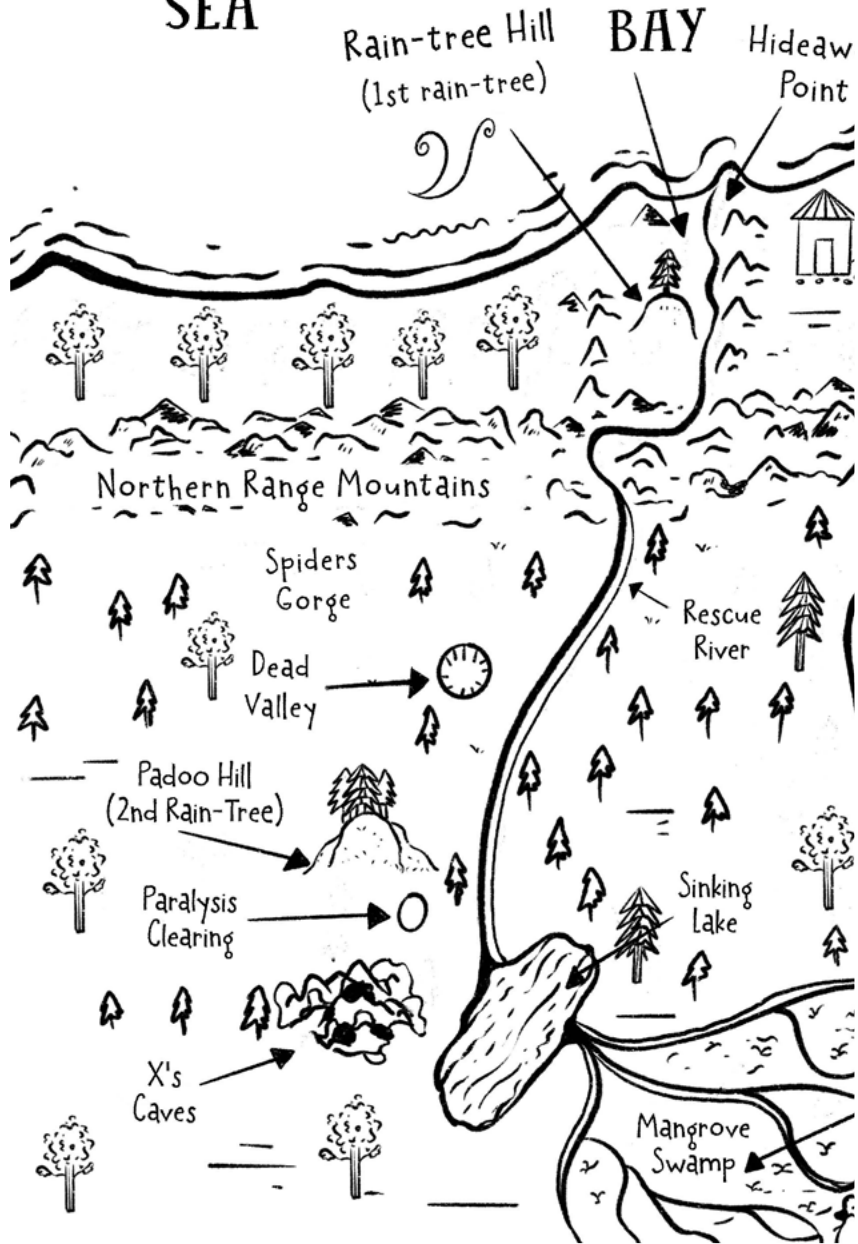 SEA
Rain-tree Hill
(1st rain-tree)
BAY
Hideaw
Point
Northern Range Mountains
Spiders
Gorge
Rescue
River
Dead
Valley
Padoo Hill
(2nd Rain-Tree)
Paralysis
Clearing
Sinking
Lake
X's
Caves
Mangrove
Swamp